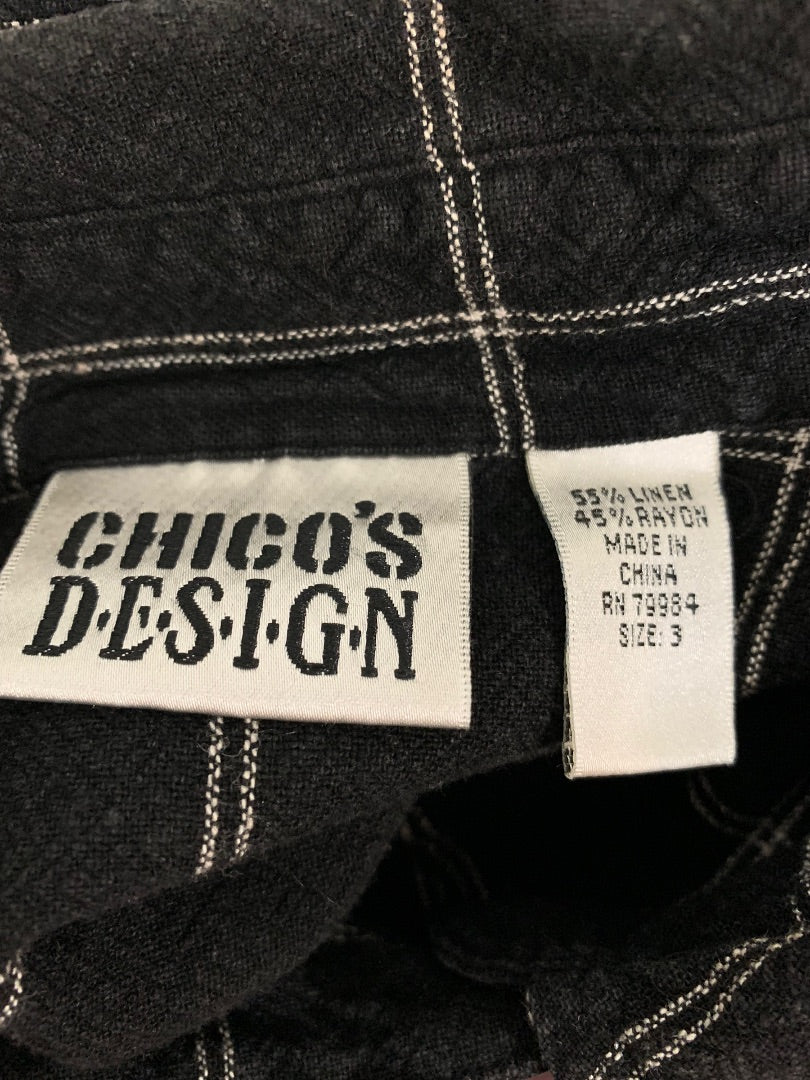 CHICO'S
D·E·S·I·G·N
55% LINEN
45% RAYON
MADE IN
CHINA
RN 79984
SIZE: 3